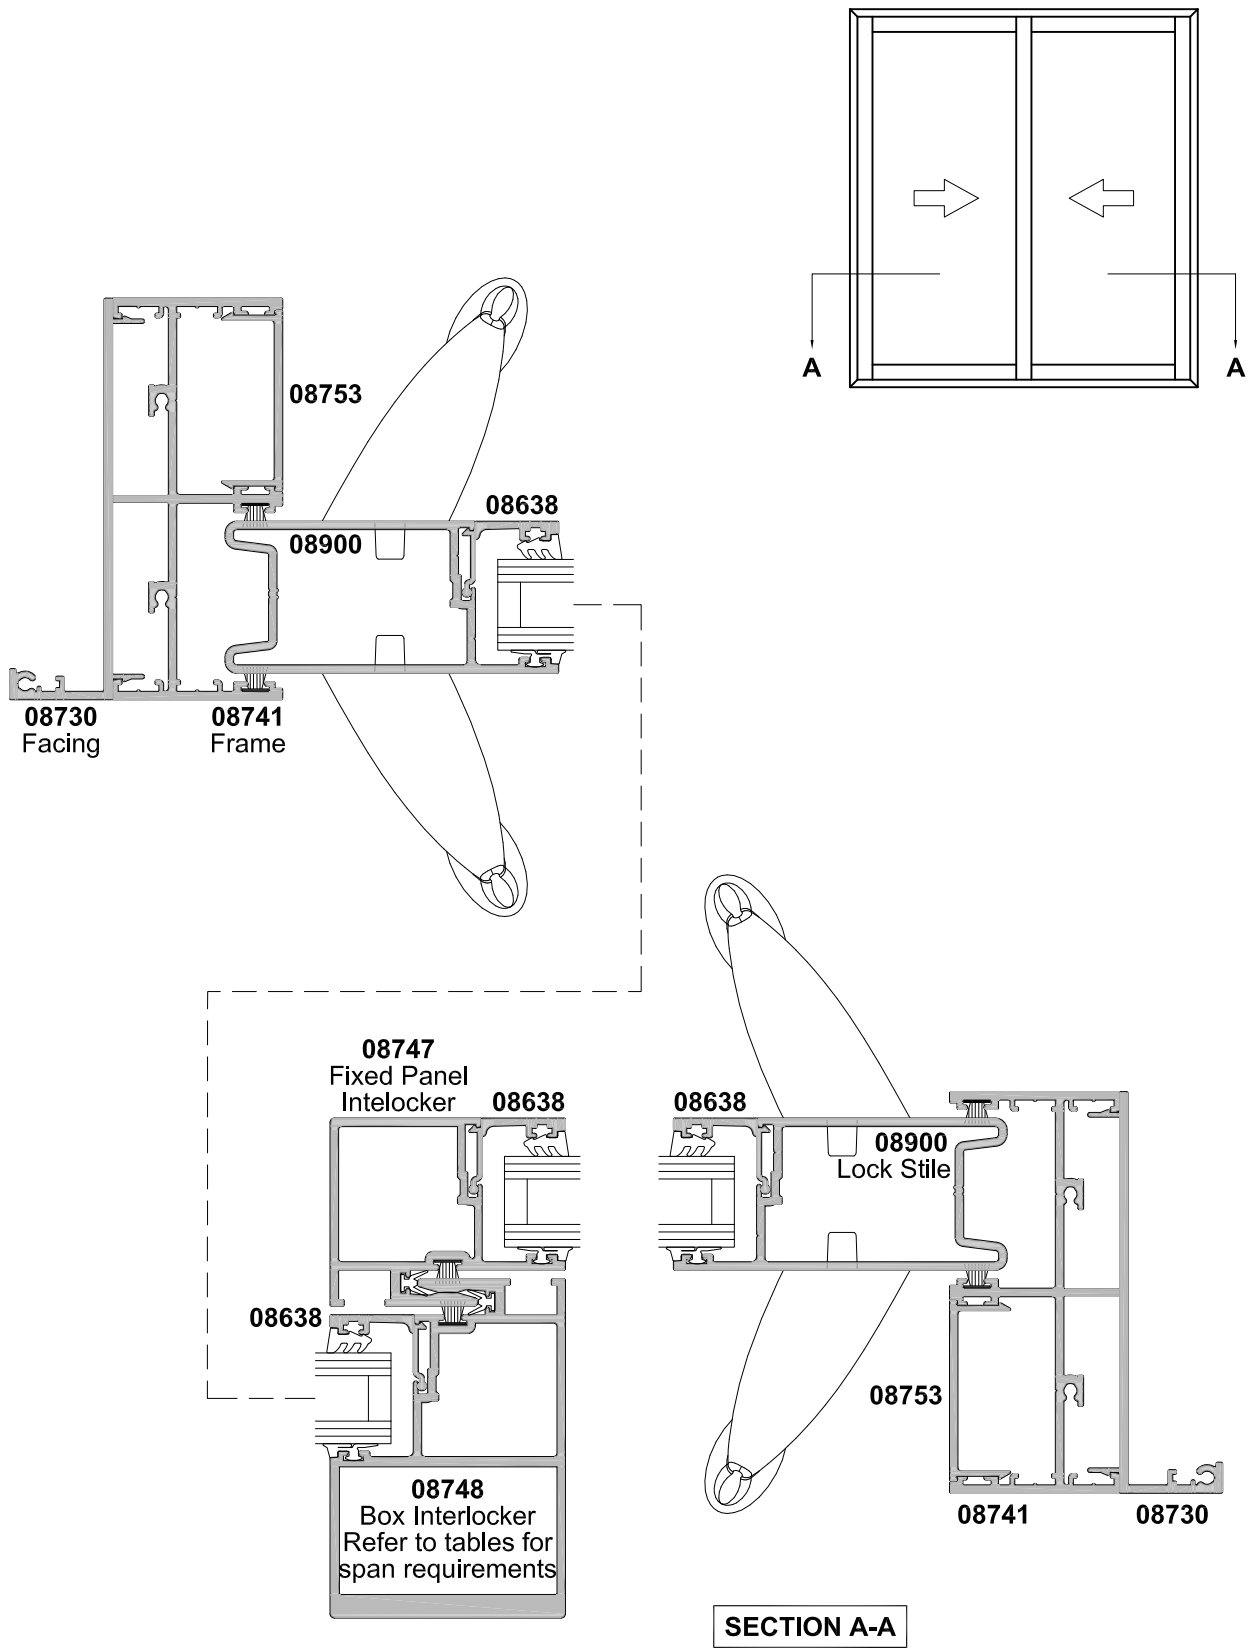 A
A
08753
08638
08900
08730
Facing
08741
Frame
08747
Fixed Panel
Intelocker
08638
08638
08900
Lock Stile
08638
08753
08748
Box Interlocker
Refer to tables for
span requirements
08741
08730
SECTION A-A